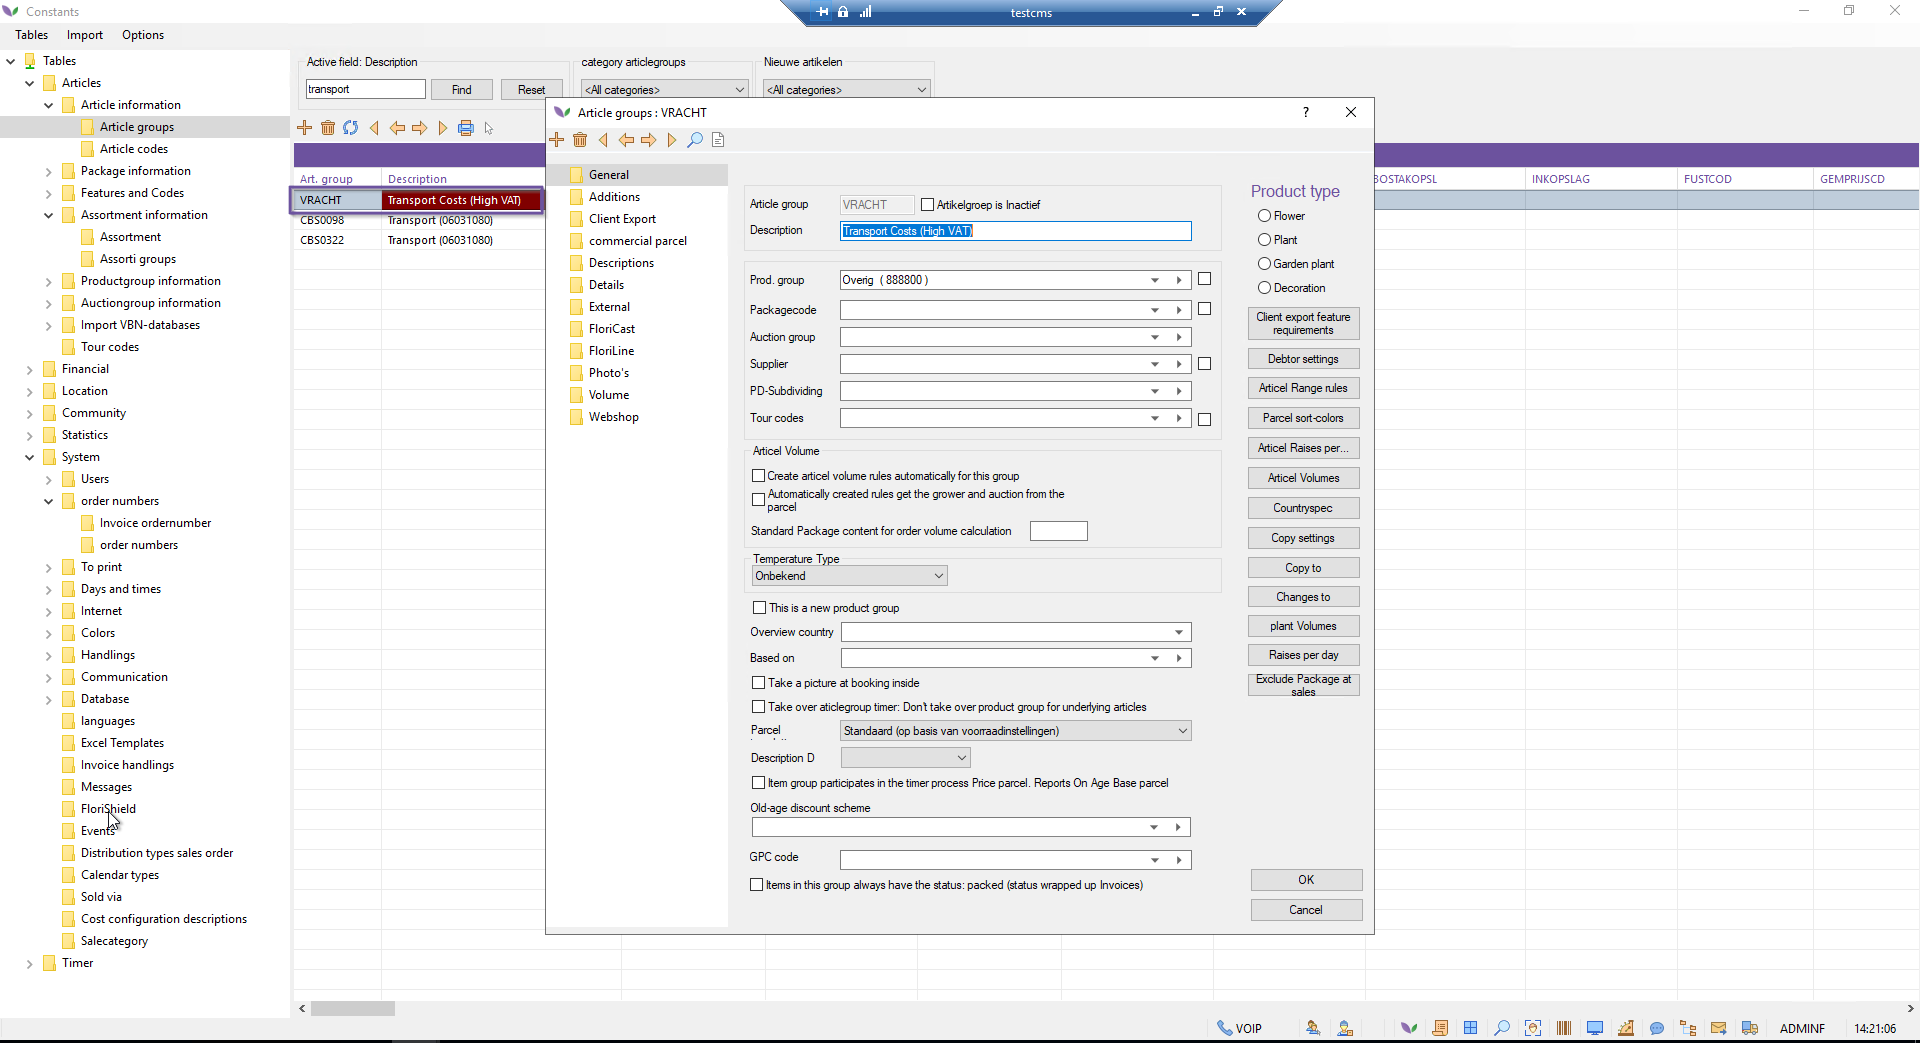 Constants
testcms
Tables Import Options
Tables
Articles
Article information
Article groups
Article codes
Package information
Features and Codes
Assortment information
Assortment
Assorti groups
Productgroup information
Auctiongroup information
Import VBN-databases
Tour codes
Financial
Location
Community
Statistics
System
Users
order numbers
Invoice ordernumber
order numbers
To print
Days and times
Internet
Colors
Handlings
Communication
Database
languages
Excel Templates
Invoice handlings
Messages
FloriShield
Events
Distribution types sales order
Calendar types
Sold via
Cost configuration descriptions
Salecategory
Timer
Active field: Description
transport
Find
Reset
category articlegroups
<All categories>
Nieuwe artikelen
<All categories>
Art. group Description BOSTAKOPSL INKOPSLAG FUSTCOD GEMPRIJSCD
VRACHT Transport Costs (High VAT)
CBS0098 Transport (06031080)
CBS0322 Transport (06031080)
Article groups : VRACHT
?
General
Additions
Client Export
commercial parcel
Descriptions
Details
External
FloriCast
FloriLine
Photo's
Volume
Webshop
Article group VRACHT Artikelgroep is Inactief
Description Transport Costs (High VAT)
Prod. group Overig ( 888800 )
Packagecode
Auction group
Supplier
PD-Subdividing
Tour codes
Articel Volume
Create articel volume rules automatically for this group
Automatically created rules get the grower and auction from the
parcel
Standard Package content for order volume calculation
Temperature Type
Onbekend
This is a new product group
Overview country
Based on
Take a picture at booking inside
Take over aticlegroup timer: Don't take over product group for underlying articles
Parcel
Standaard (op basis van voorraadinstellingen)
Description D
Item group participates in the timer process Price parcel. Reports On Age Base parcel
Old-age discount scheme
GPC code
Items in this group always have the status: packed (status wrapped up Invoices)
Product type
Flower
Plant
Garden plant
Decoration
Client export feature
requirements
Debtor settings
Articel Range rules
Parcel sort-colors
Articel Raises per...
Articel Volumes
Countryspec
Copy settings
Copy to
Changes to
plant Volumes
Raises per day
Exclude Package at
sales
OK
Cancel
VOIP ADMINF 14:21:06